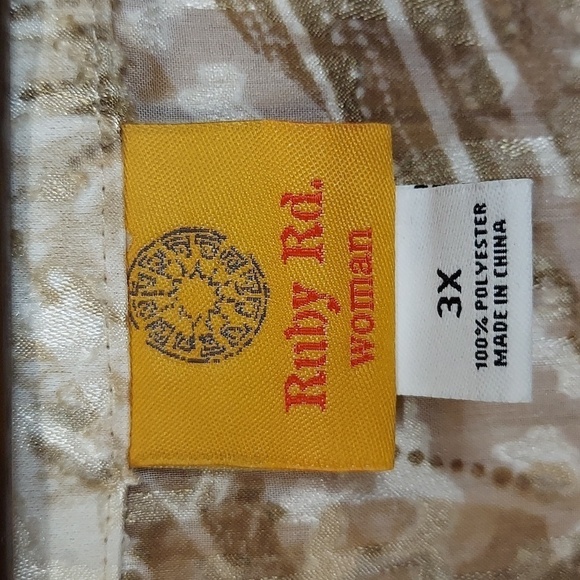 Ruby Rd.
woman
3X
100% POLYESTER
MADE IN CHINA